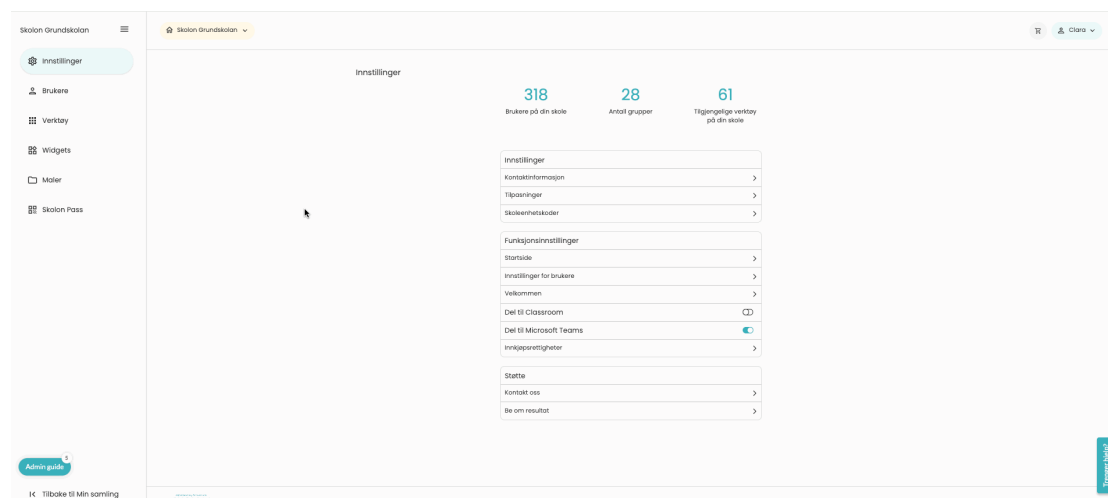 Skolon Grundskolan
Skolon Grundskolan
Clara
Innstillinger
Brukere
Verktøy
Widgets
Maler
Skolon Pass
Innstillinger
318
Brukere på din skole
28
Antall grupper
61
Tilgjengelige verktøy
på din skole
Innstillinger
Kontaktinformasjon
Tilpasninger
Skoleenhetskoder
Funksjonsinnstillinger
Startside
Innstillinger for brukere
Velkommen
Del til Classroom
Del til Microsoft Teams
Innkjøpsrettigheter
Støtte
Kontakt oss
Be om resultat
5
Admin guide
Tilbake til Min samling
Trenger hjelp?